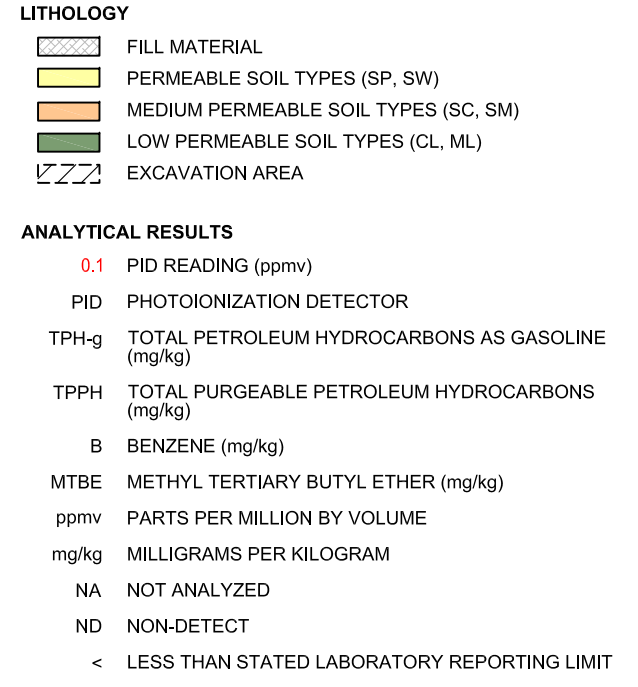 LITHOLOGY
FILL MATERIAL
PERMEABLE SOIL TYPES (SP, SW)
MEDIUM PERMEABLE SOIL TYPES (SC, SM)
LOW PERMEABLE SOIL TYPES (CL, ML)
EXCAVATION AREA
ANALYTICAL RESULTS
0.1 PID READING (ppmv)
PID PHOTOIONIZATION DETECTOR
TPH-g TOTAL PETROLEUM HYDROCARBONS AS GASOLINE
(mg/kg)
TPPH TOTAL PURGEABLE PETROLEUM HYDROCARBONS
(mg/kg)
B BENZENE (mg/kg)
MTBE METHYL TERTIARY BUTYL ETHER (mg/kg)
ppmv PARTS PER MILLION BY VOLUME
mg/kg MILLIGRAMS PER KILOGRAM
NA NOT ANALYZED
ND NON-DETECT
< LESS THAN STATED LABORATORY REPORTING LIMIT